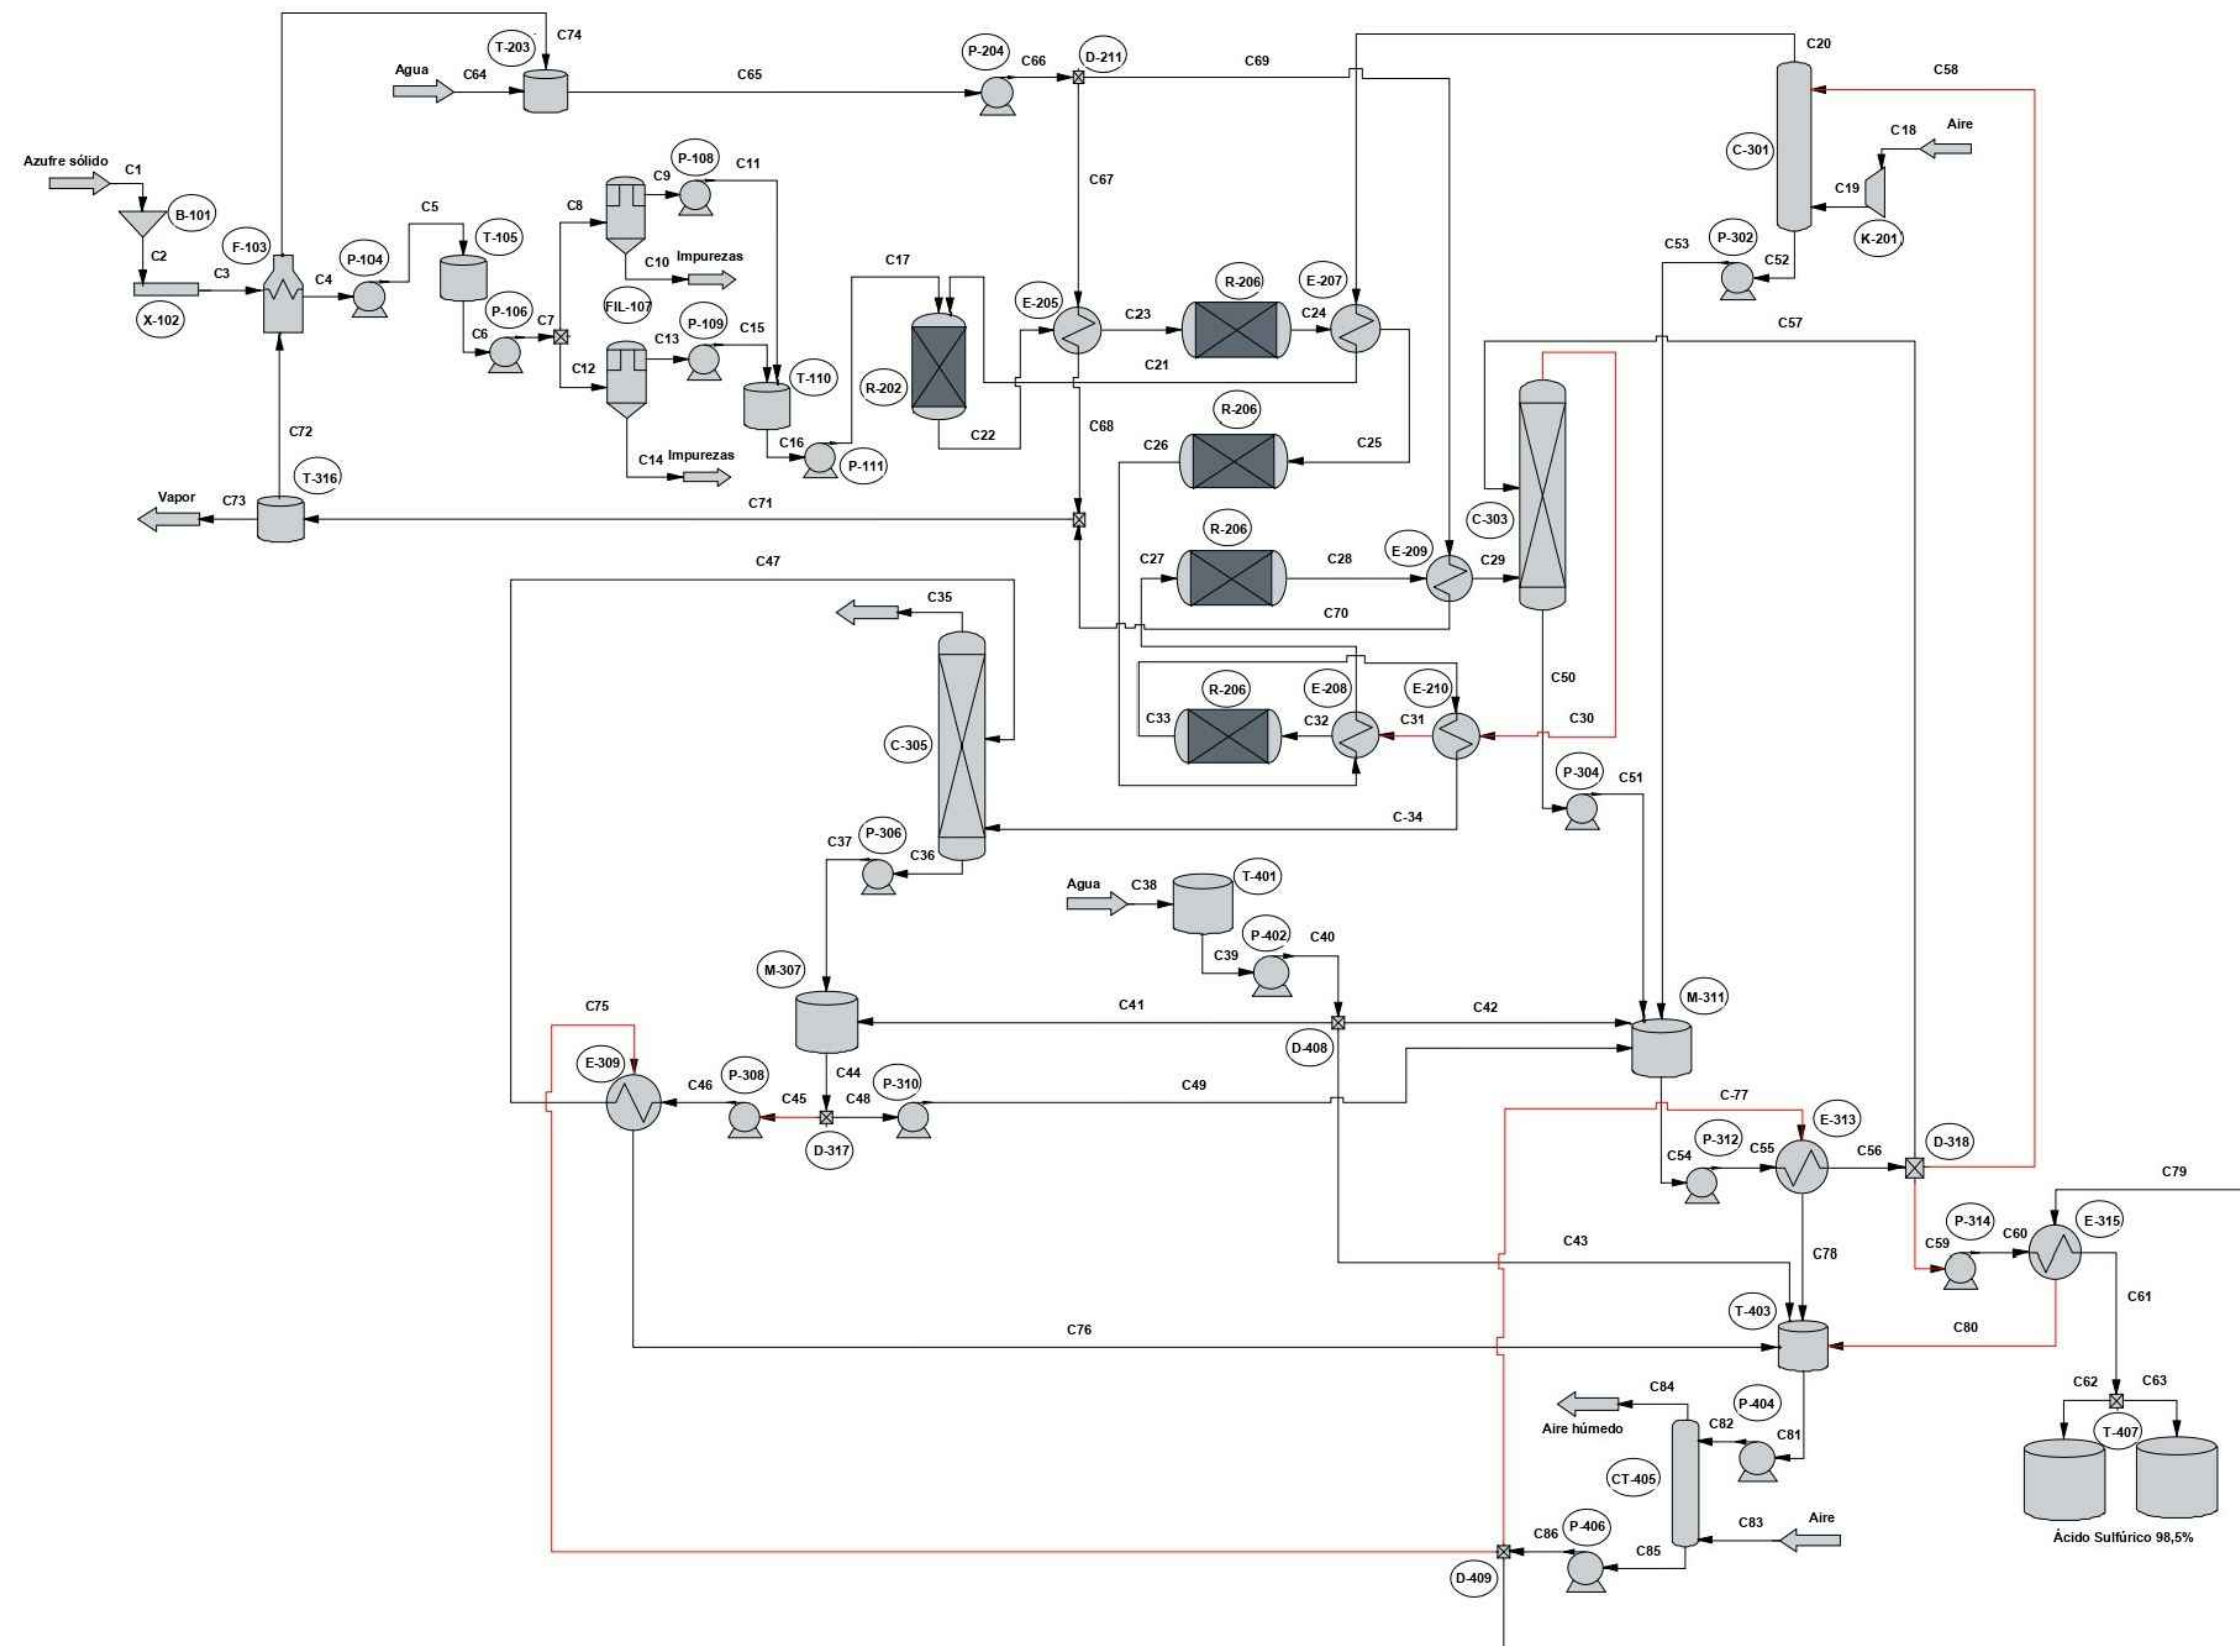 C74
C20
T-203
P-204
C66
D-211
C69
C58
Agua
C64
C65
C18
Aire
C-301
C19
K-201
Azufre sólido
C1
B-101
C2
C3
X-102
F-103
C4
P-104
C5
T-105
C6
P-106
C7
C8
C9
P-108
C11
C10
Impurezas
FIL-107
C13
P-109
C15
C12
T-110
C14
Impurezas
C16
P-111
C17
R-202
C22
C67
E-205
C23
R-206
C24
E-207
C21
C68
R-206
C26
C25
P-302
C53
C52
C57
C72
T-316
Vapor
C73
C71
R-206
C27
C28
E-209
C29
C-303
C70
C47
C35
C-305
R-206
C33
E-208
C32
E-210
C31
C30
C50
P-304
C51
C-34
P-306
C37
C36
Agua
C38
T-401
C39
P-402
C40
M-307
C41
C42
D-408
M-311
C75
E-309
C46
P-308
C45
C44
C48
P-310
D-317
C49
C-77
E-313
C54
P-312
C55
C56
D-318
C79
C43
C78
P-314
C59
C60
E-315
C61
T-403
C80
C76
C84
Aire húmedo
C82
P-404
C81
C62
C63
T-407
CT-405
C83
Aire
C86
P-406
C85
D-409
Ácido Sulfúrico 98,5%